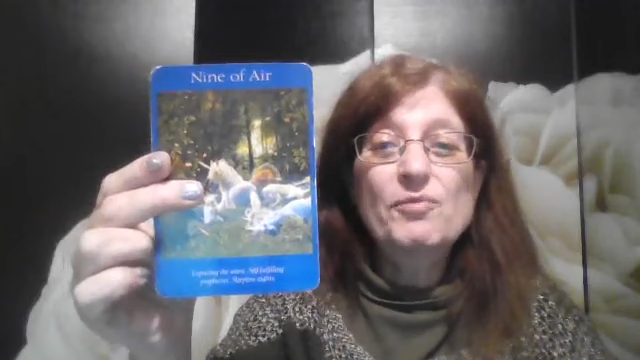 Nine of Air
Expecting the worst. Self-fulfilling
prophecies. Sleepless nights.